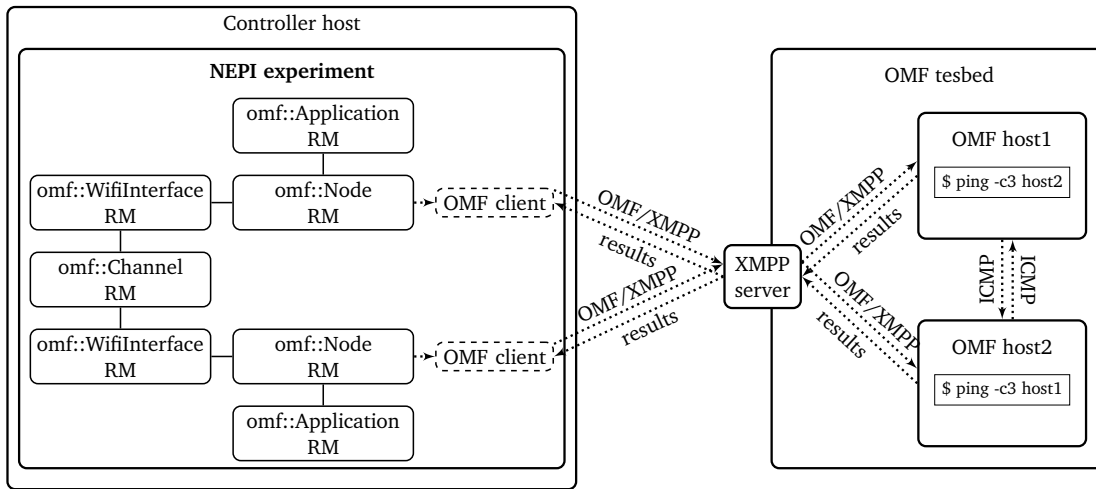 Controller host
NEPI experiment
omf::Application
RM
omf::WifiInterface
RM
omf::Node
RM
OMF client
omf::Channel
RM
omf::WifiInterface
RM
omf::Node
RM
OMF client
omf::Application
RM
OMF/XMPP
results
OMF/XMPP
results
XMPP
server
OMF tesbed
OMF/XMPP
results
OMF/XMPP
results
OMF host1
$ ping -c3 host2
ICMP
ICMP
OMF host2
$ ping -c3 host1